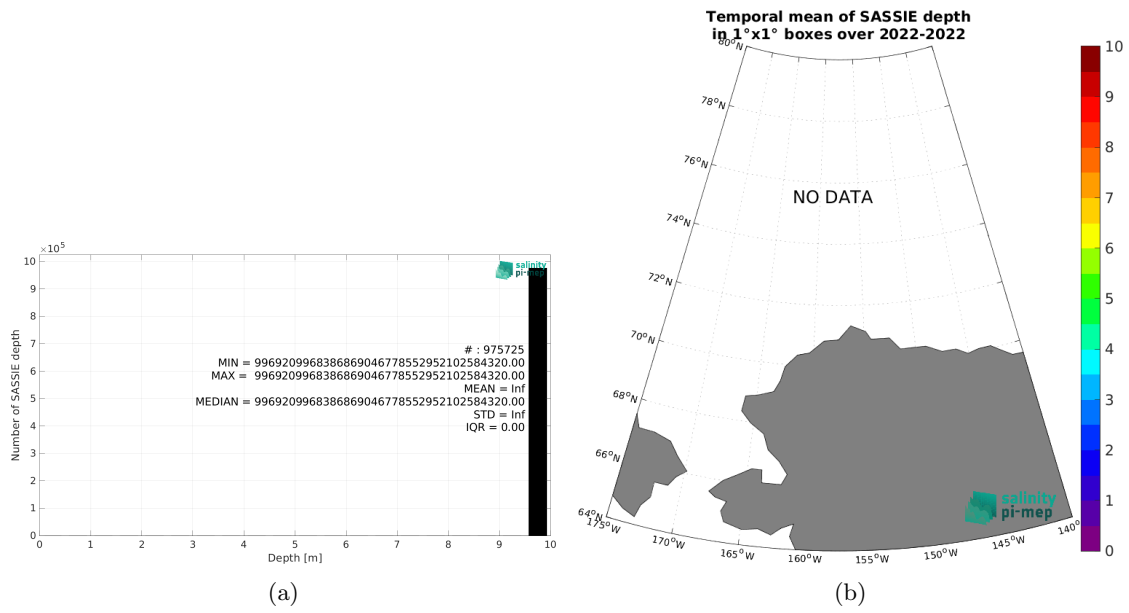 ×10^5
10
9
8
7
6
5
4
3
2
1
0
Number of SASSIE depth
salinity
pi-mep
# : 975725
MIN = 9969209968386869046778552952102584320.00
MAX = 9969209968386869046778552952102584320.00
MEAN = Inf
MEDIAN = 9969209968386869046778552952102584320.00
STD = Inf
IQR = 0.00
0 1 2 3 4 5 6 7 8 9 10
Depth [m]
(a)
Temporal mean of SASSIE depth
in 1°x1° boxes over 2022-2022
80°N
78°N
76°N
74°N
72°N
70°N
68°N
66°N
64°N
NO DATA
salinity
pi-mep
175°W
170°W
165°W
160°W
155°W
150°W
145°W
140°
10
9
8
7
6
5
4
3
2
1
0
(b)